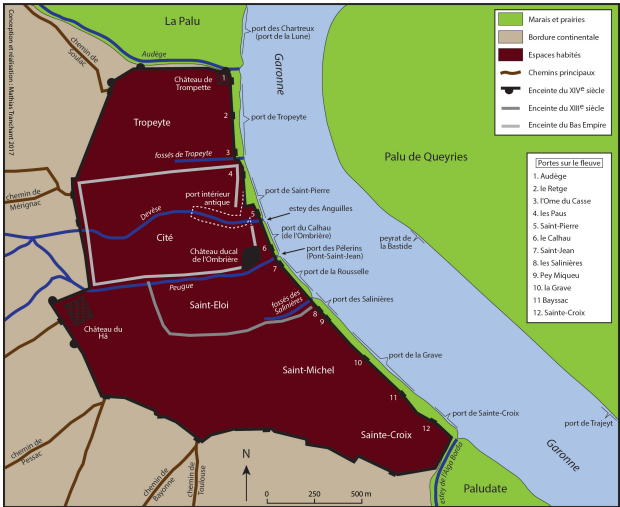 Conception et réalisation : Mathias Tranchant 2017
La Palu
chemin de
Soulac
Audège
port des Chartreux
(port de la Lune)
Garonne
Château de
Trompette
1
Tropeyte
2
port de Tropeyte
fossés de Tropeyte
3
4
Palu de Queyries
chemin de
Mérignac
port intérieur
antique
port de Saint-Pierre
Devèse
5
estey des Anguilles
Cité
port du Calhau
(de l'Ombrière)
Château ducal
de l'Ombrière
6
port des Pèlerins
(Pont-Saint-Jean)
peyrat de
la Bastide
7
port de la Rousselle
Peugue
Saint-Eloi
forsés des
Salinières
port des Salinières
8
9
Château du
Hâ
port de la Grave
Saint-Michel
10
11
port de Sainte-Croix
port de Trajeyt
12
Sainte-Croix
chemin de
Pessac
chemin de
Bayonne
chemin de
Toulouse
N
0 250 500 m
estey de l'Aiga Borda
Garonne
Paludate
Marais et prairies
Bordure continentale
Espaces habités
Chemins principaux
Enceinte du XIVe siècle
Enceinte du XIIIe siècle
Enceinte du Bas Empire
Portes sur le fleuve
1. Audège
2. le Retge
3. l'Ome du Casse
4. les Paus
5. Saint-Pierre
6. le Calhau
7. Saint-Jean
8. les Salinières
9. Pey Miqueu
10. la Grave
11 Bayssac
12. Sainte-Croix